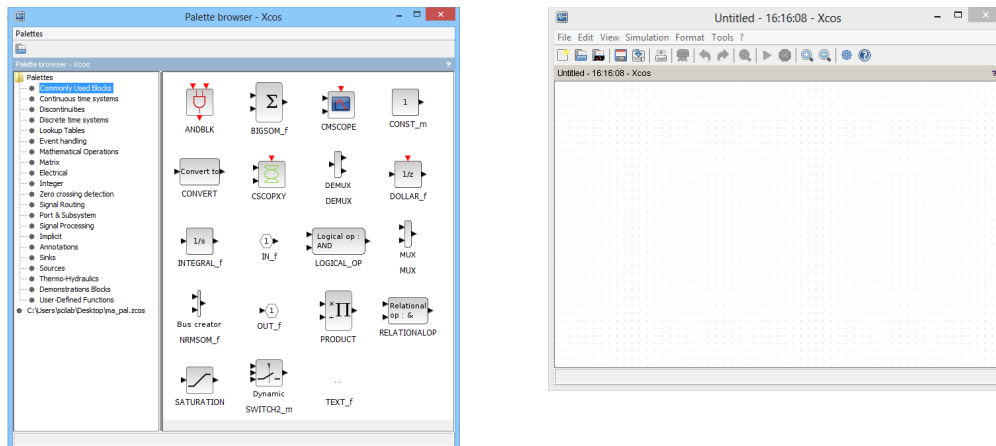 Palette browser - Xcos
Palettes
Palette browser - Xcos ?
Palettes
Commonly Used Blocks
Continuous time systems
Discontinuities
Discrete time systems
Lookup Tables
Event handling
Mathematical Operations
Matrix
Electrical
Integer
Zero crossing detection
Signal Routing
Port & Subsystem
Signal Processing
Implicit
Annotations
Sinks
Sources
Thermo-Hydraulics
Demonstrations Blocks
User-Defined Functions
C:\Users\scilab\Desktop\ma_pal.xcos
Σ 1
ANDBLK BIGSOM_f CMSCOPE CONST_m
Convert to 1/z
DEMUX
CONVERT CSCOPXY DEMUX DOLLAR_f
1/s 1 Logical op :
AND
MUX
INTEGRAL_f IN_f LOGICAL_OP MUX
1 × ÷ Π Relational
op : &
Bus creator
NRMSOM_f OUT_f PRODUCT RELATIONALOP
...
Dynamic
SATURATION SWITCH2_m TEXT_f
Untitled - 16:16:08 - Xcos
File Edit View Simulation Format Tools ?
Untitled - 16:16:08 - Xcos ?